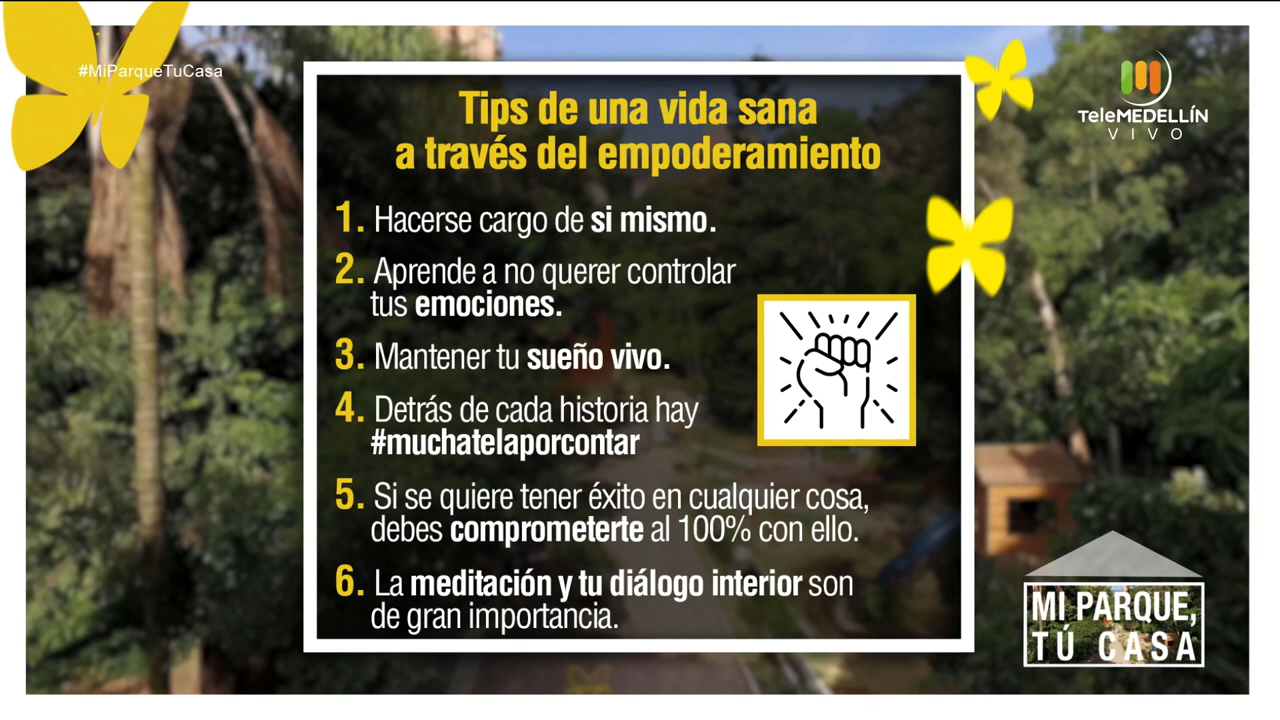 #MiParqueTuCasa
TeleMEDELLÍN
VIVO
Tips de una vida sana
a través del empoderamiento
1. Hacerse cargo de si mismo.
2. Aprende a no querer controlar
tus emociones.
3. Mantener tu sueño vivo.
4. Detrás de cada historia hay
#muchatelaporcontar
5. Si se quiere tener éxito en cualquier cosa,
debes comprometerte al 100% con ello.
6. La meditación y tu diálogo interior son
de gran importancia.
MI PARQUE,
TÚ CASA